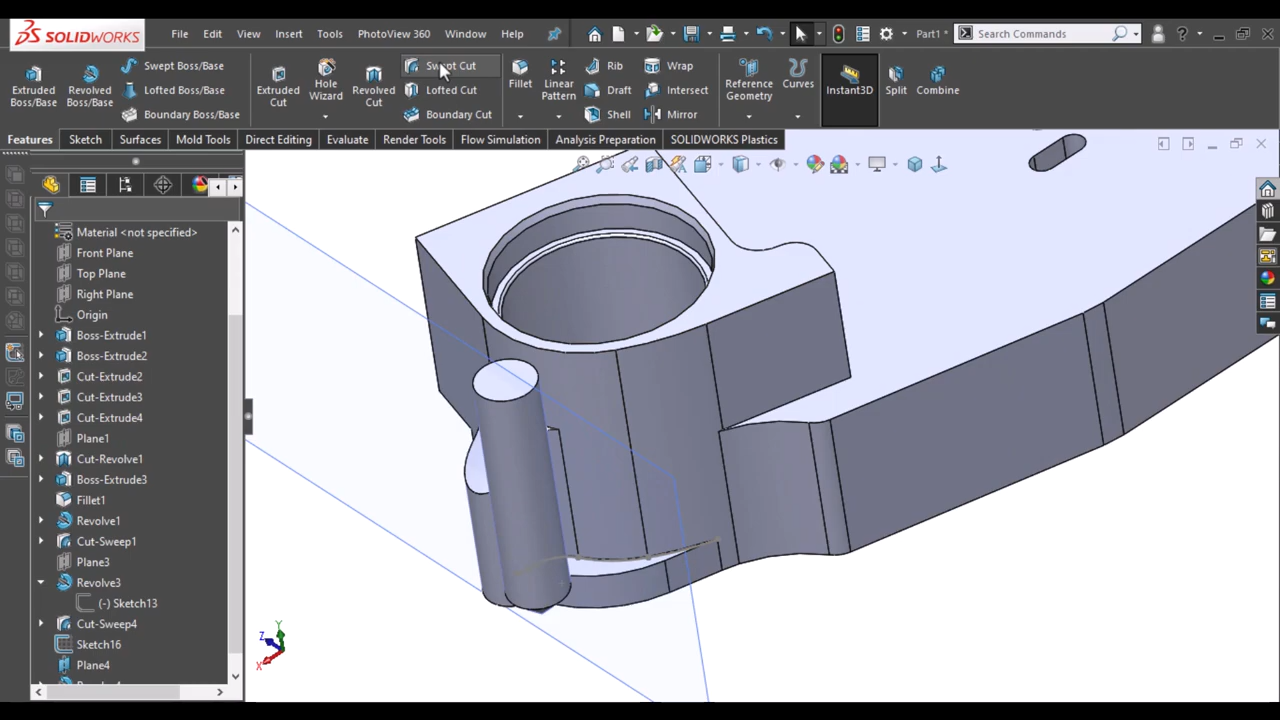 SOLIDWORKS File Edit View Insert Tools PhotoView 360 Window Help Part1 * Search Commands
Swept Boss/Base Swept Cut Rib Wrap
Extruded Boss/Base Revolved Boss/Base Lofted Boss/Base Extruded Cut Hole Wizard Revolved Cut Lofted Cut Fillet Linear Pattern Draft Intersect Reference Geometry Curves Instant3D Split Combine
Boundary Boss/Base Boundary Cut Shell Mirror
Features Sketch Surfaces Mold Tools Direct Editing Evaluate Render Tools Flow Simulation Analysis Preparation SOLIDWORKS Plastics
Material <not specified>
Front Plane
Top Plane
Right Plane
Origin
Boss-Extrude1
Boss-Extrude2
Cut-Extrude2
Cut-Extrude3
Cut-Extrude4
Plane1
Cut-Revolve1
Boss-Extrude3
Fillet1
Revolve1
Cut-Sweep1
Plane3
Revolve3
(-) Sketch13
Cut-Sweep4
Sketch16
Plane4
Y
Z
X